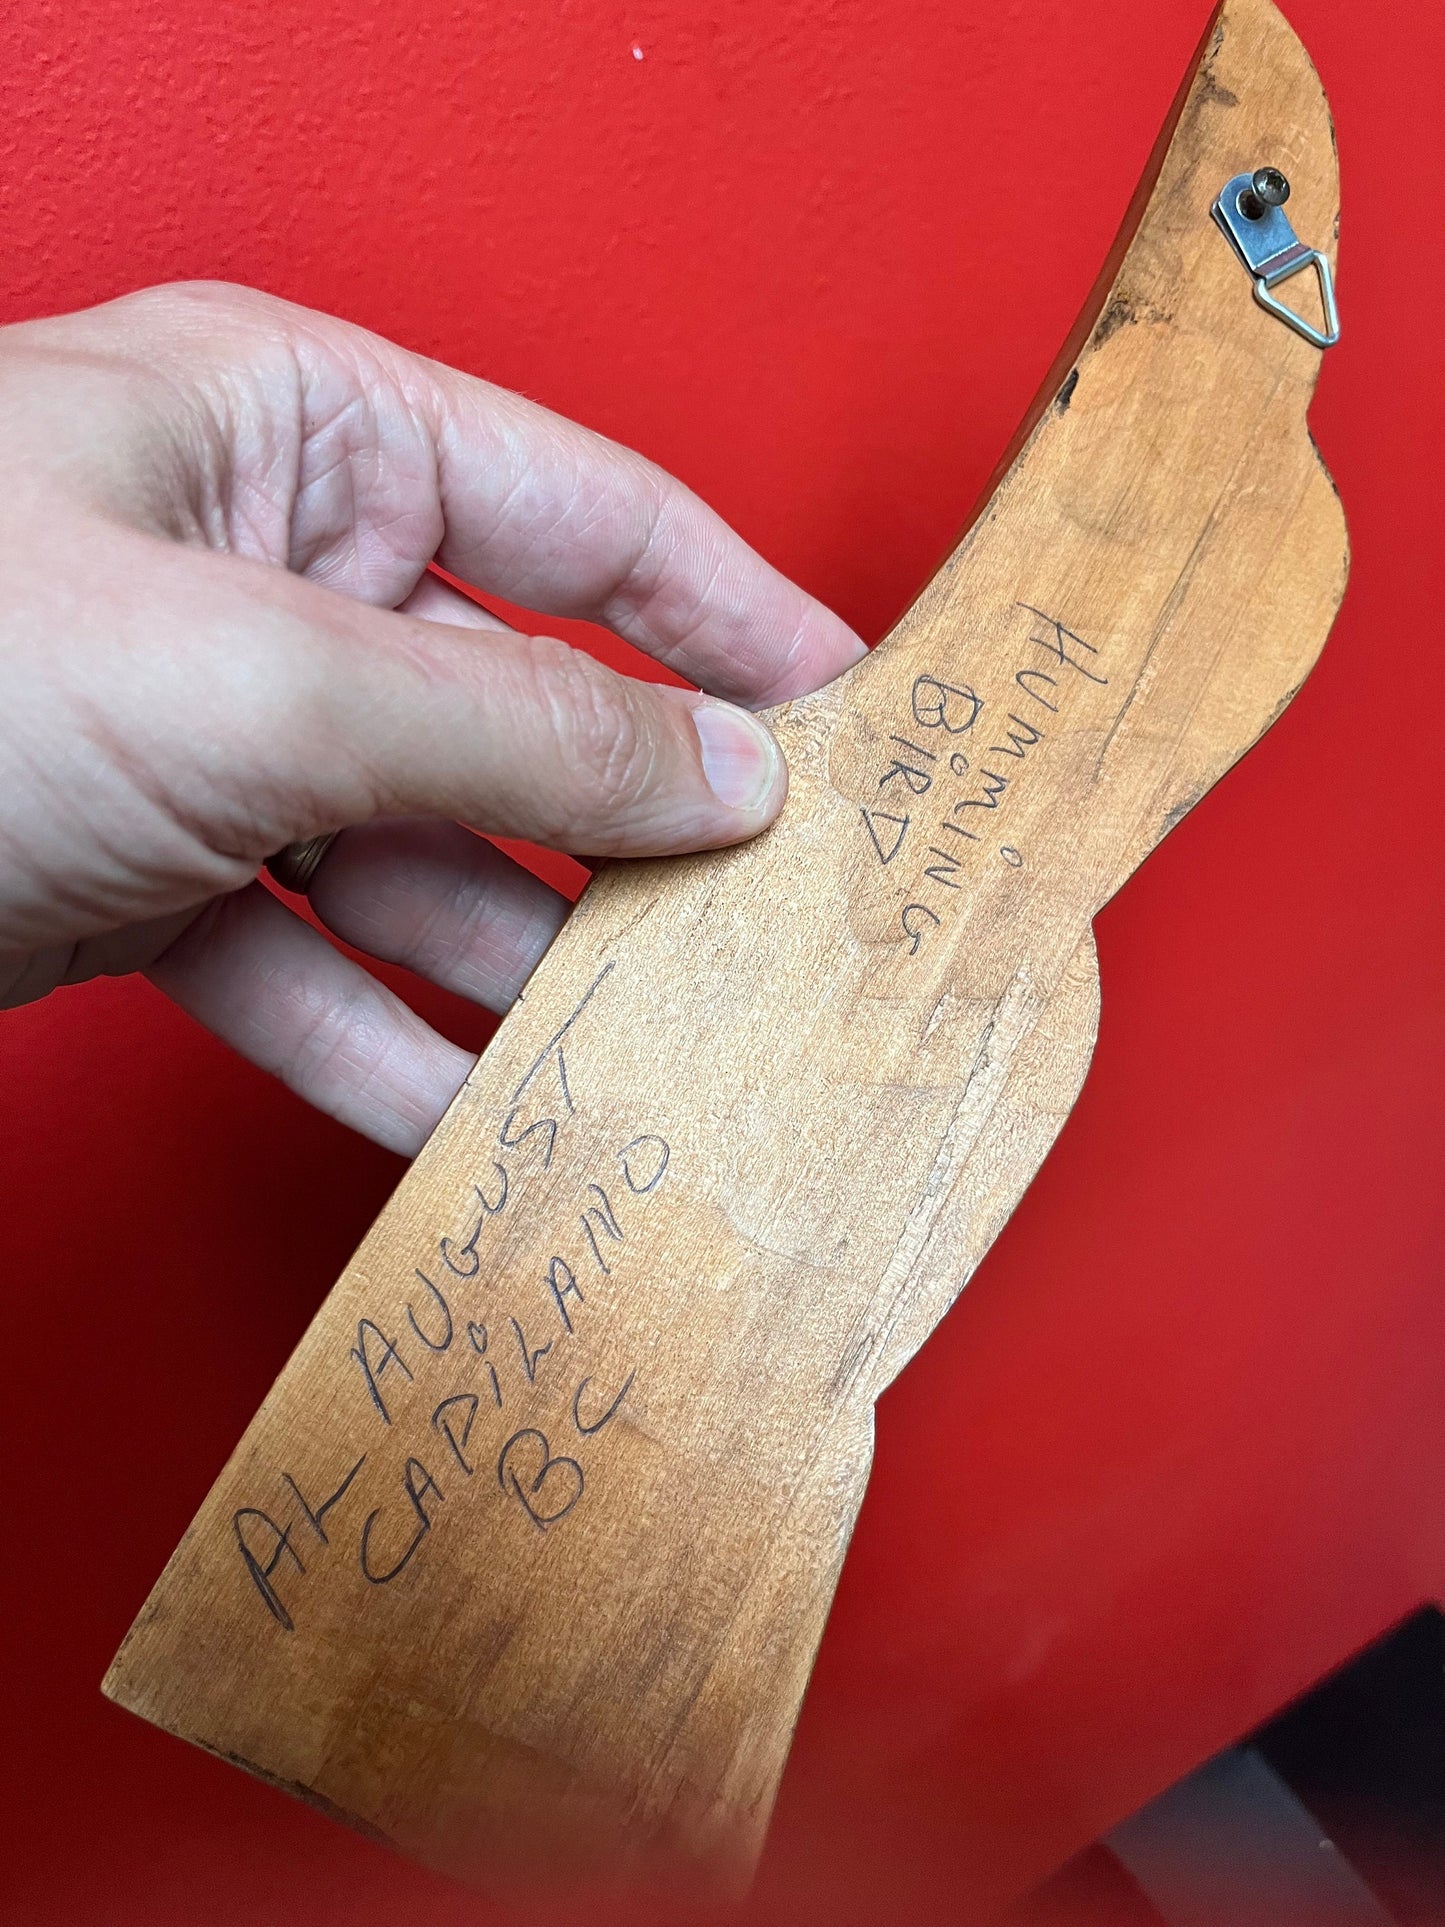 HUMMING
BIRD
AL AUGUST
CAPILANO
BC